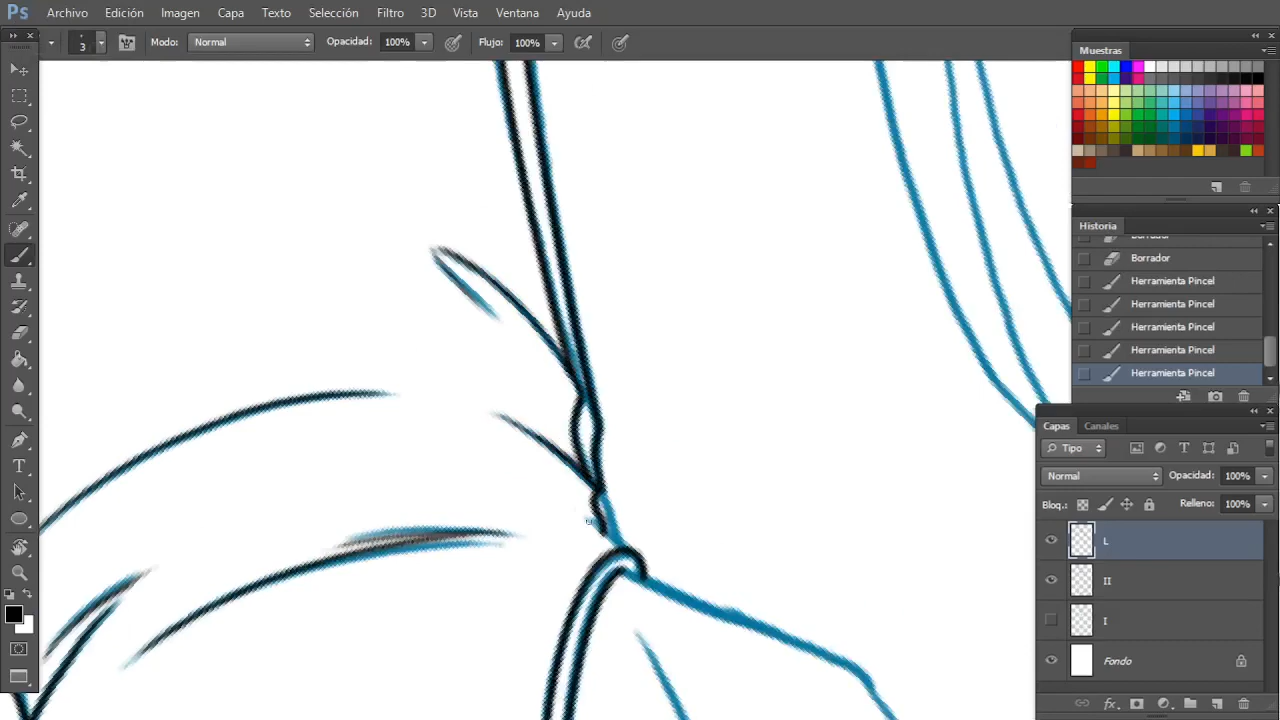 Ps Archivo Edición Imagen Capa Texto Selección Filtro 3D Vista Ventana Ayuda
3 Modo: Normal Opacidad: 100% Flujo: 100%
Muestras
Historia
Borrador
Borrador
Herramienta Pincel
Herramienta Pincel
Herramienta Pincel
Herramienta Pincel
Herramienta Pincel
Capas Canales
Tipo
Normal Opacidad: 100%
Bloq.: Relleno: 100%
L
II
I
Fondo